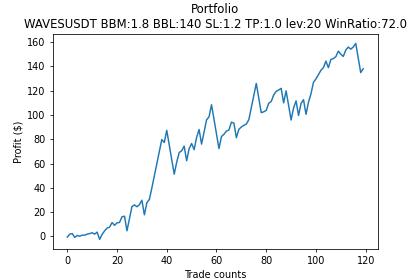 Portfolio
WAVESUSDT BBM:1.8 BBL:140 SL:1.2 TP:1.0 lev:20 WinRatio:72.0
160
140
120
100
80
60
40
20
0
Profit ($)
0 20 40 60 80 100 120
Trade counts